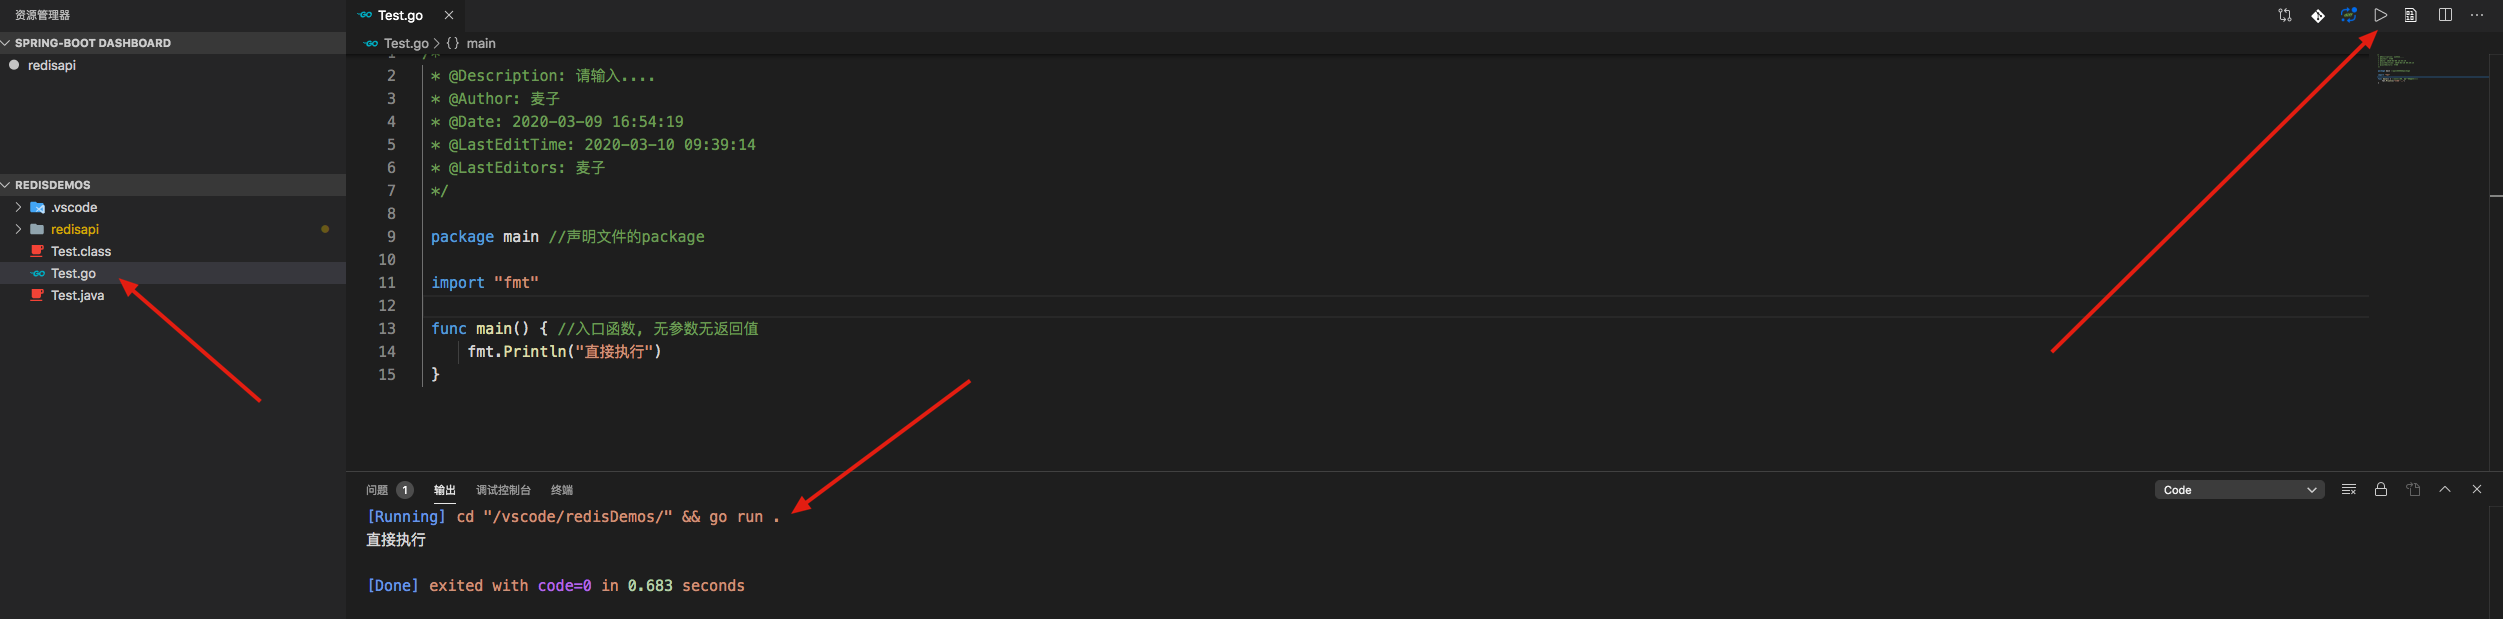 资源管理器
SPRING-BOOT DASHBOARD
redisapi
REDISDEMOS
.vscode
redisapi
Test.class
Test.go
Test.java
Test.go
Test.go > {} main
1 /*
2 * @Description: 请输入....
3 * @Author: 麦子
4 * @Date: 2020-03-09 16:54:19
5 * @LastEditTime: 2020-03-10 09:39:14
6 * @LastEditors: 麦子
7 */
8
9 package main //声明文件的package
10
11 import "fmt"
12
13 func main() { //入口函数, 无参数无返回值
14 fmt.Println("直接执行")
15 }
问题 1 输出 调试控制台 终端 Code
[Running] cd "/vscode/redisDemos/" && go run .
直接执行
[Done] exited with code=0 in 0.683 seconds